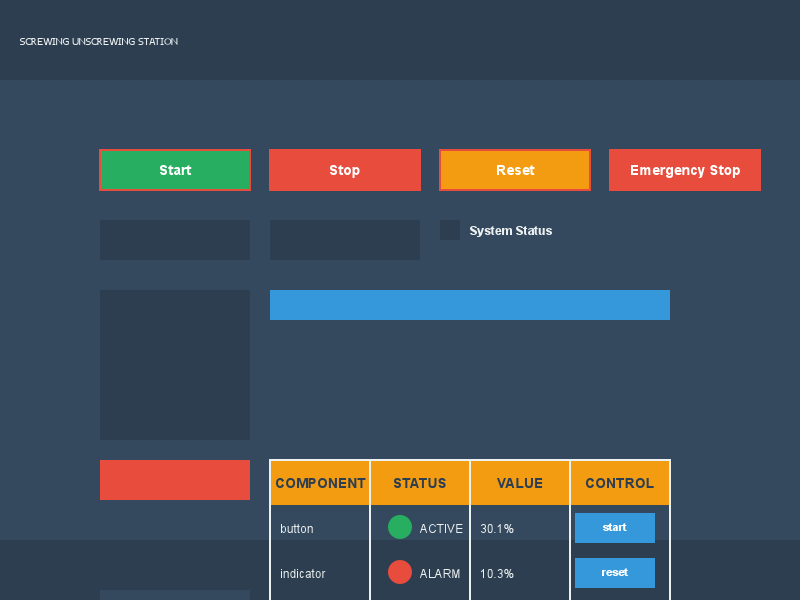 SCREWING UNSCREWING STATION
Start Stop Reset Emergency Stop
System Status
COMPONENT STATUS VALUE CONTROL
button ACTIVE 30.1% start
indicator ALARM 10.3% reset